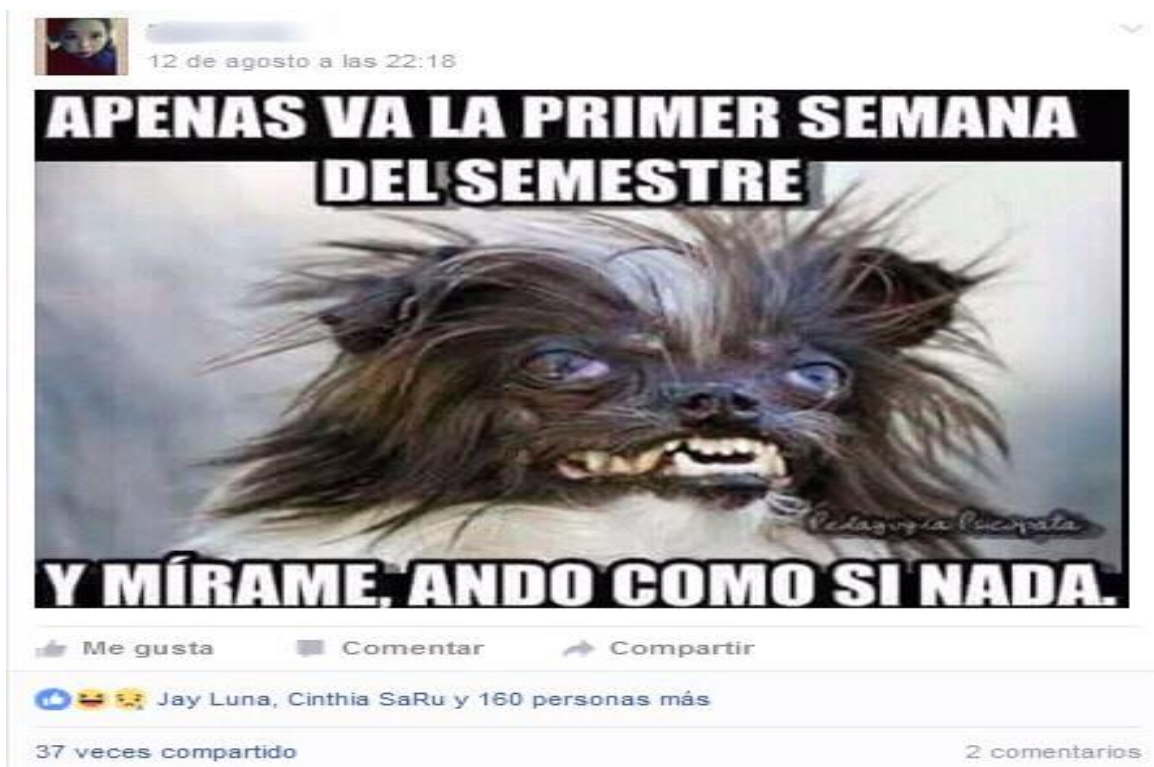 12 de agosto a las 22:18
APENAS VA LA PRIMER SEMANA
DEL SEMESTRE
Pedagogía Psicopata
Y MÍRAME, ANDO COMO SI NADA.
Me gusta Comentar Compartir
Jay Luna, Cinthia SaRu y 160 personas más
37 veces compartido 2 comentarios